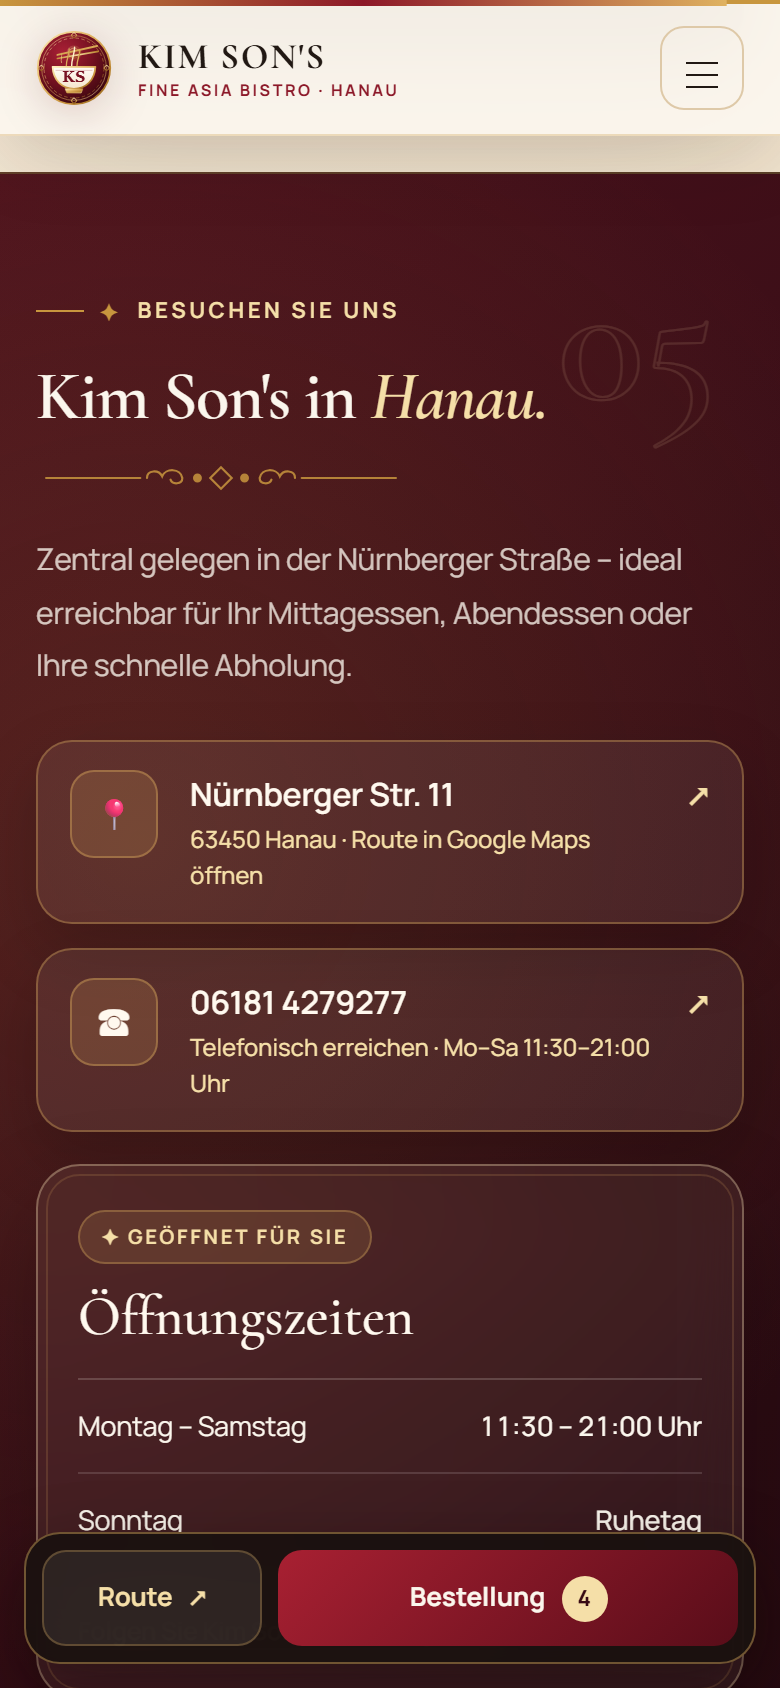 KS
KIM SON'S
FINE ASIA BISTRO · HANAU
BESUCHEN SIE UNS
05
Kim Son's in Hanau.
Zentral gelegen in der Nürnberger Straße – ideal
erreichbar für Ihr Mittagessen, Abendessen oder
Ihre schnelle Abholung.
Nürnberger Str. 11
63450 Hanau · Route in Google Maps
öffnen
06181 4279277
Telefonisch erreichen · Mo–Sa 11:30–21:00
Uhr
✦ GEÖFFNET FÜR SIE
Öffnungszeiten
Montag – Samstag 11:30 – 21:00 Uhr
Sonntag Ruhetag
Route ↗
Bestellung 4